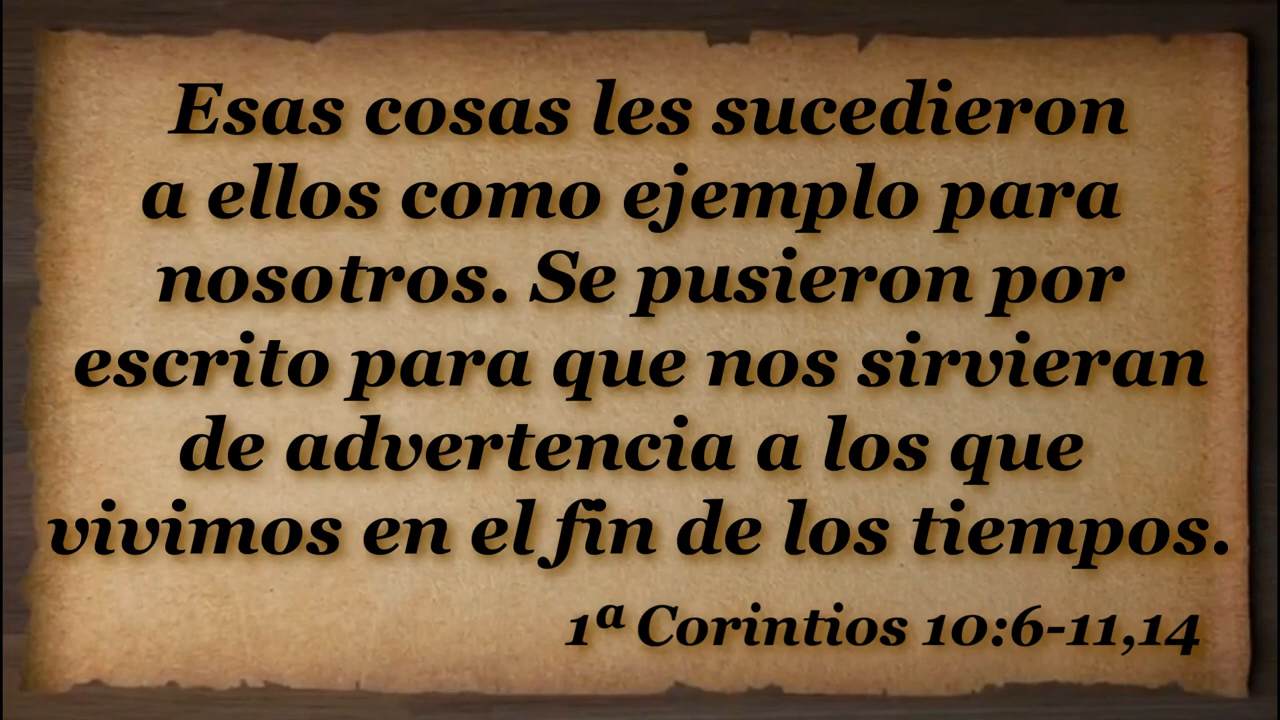 Esas cosas les sucedieron
a ellos como ejemplo para
nosotros. Se pusieron por
escrito para que nos sirvieran
de advertencia a los que
vivimos en el fin de los tiempos.
1ª Corintios 10:6-11,14